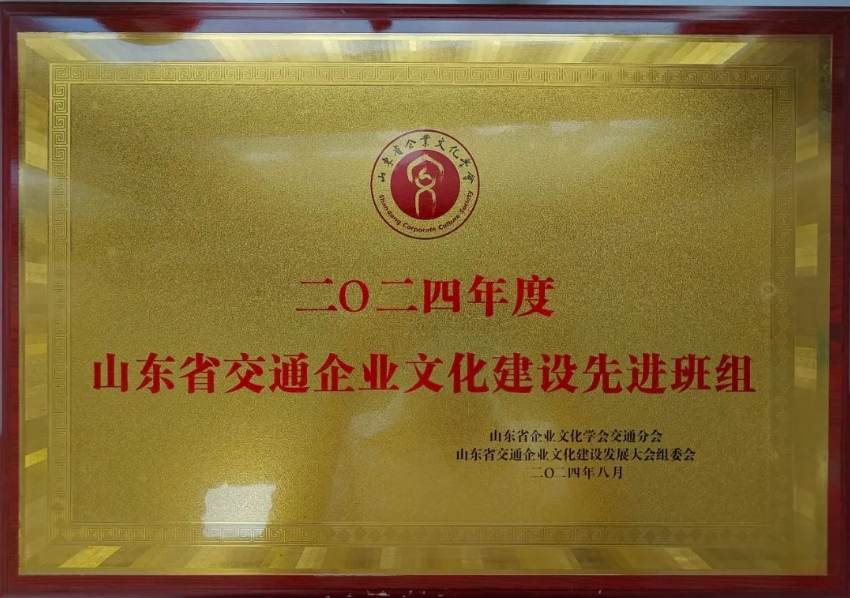 山东省企业文化学会
Shandong Corporate Culture Society
二〇二四年度
山东省交通企业文化建设先进班组
山东省企业文化学会交通分会
山东省交通企业文化建设发展大会组委会
二〇二四年八月